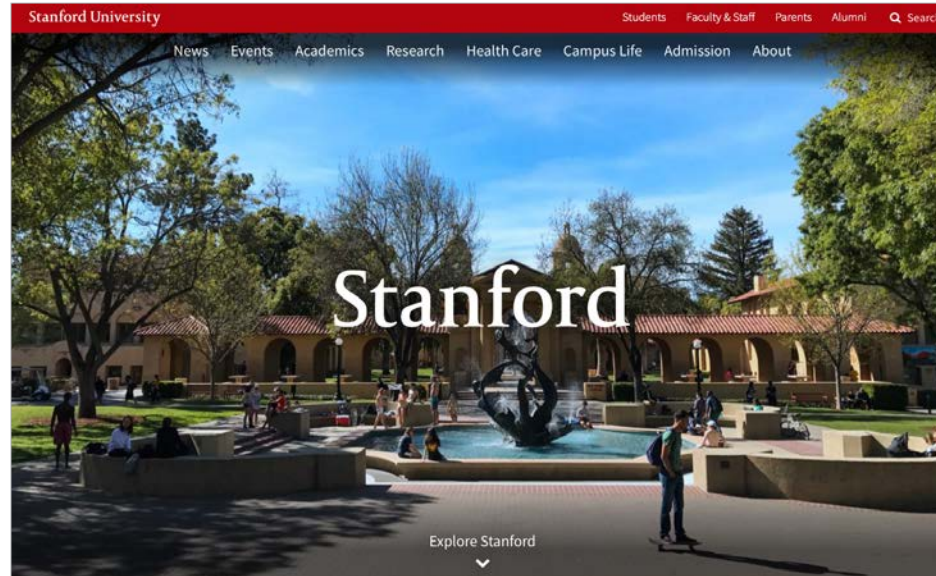 Stanford University Students Faculty & Staff Parents Alumni Search
News Events Academics Research Health Care Campus Life Admission About
Stanford
Explore Stanford